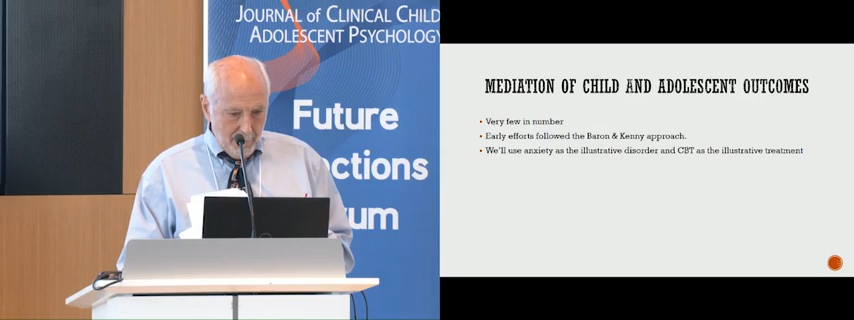 JOURNAL of CLINICAL CHILD
ADOLESCENT PSYCHOLOGY
Future
ections
um
MEDIATION OF CHILD AND ADOLESCENT OUTCOMES
• Very few in number
• Early efforts followed the Baron & Kenny approach.
• We'll use anxiety as the illustrative disorder and CBT as the illustrative treatment